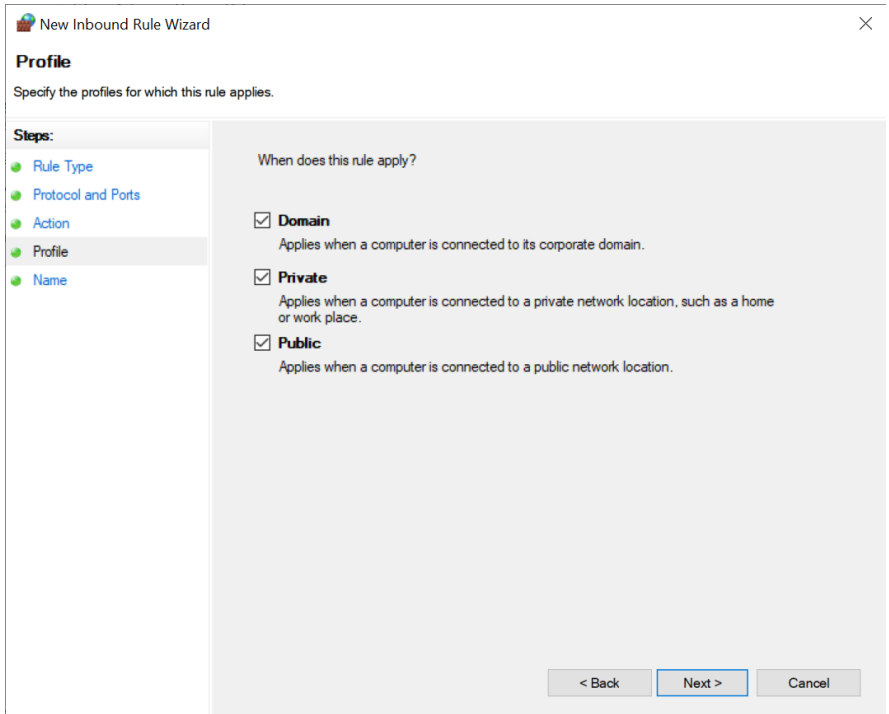 New Inbound Rule Wizard
Profile
Specify the profiles for which this rule applies.
Steps:
Rule Type
Protocol and Ports
Action
Profile
Name
When does this rule apply?
Domain
Applies when a computer is connected to its corporate domain.
Private
Applies when a computer is connected to a private network location, such as a home
or work place.
Public
Applies when a computer is connected to a public network location.
< Back
Next >
Cancel